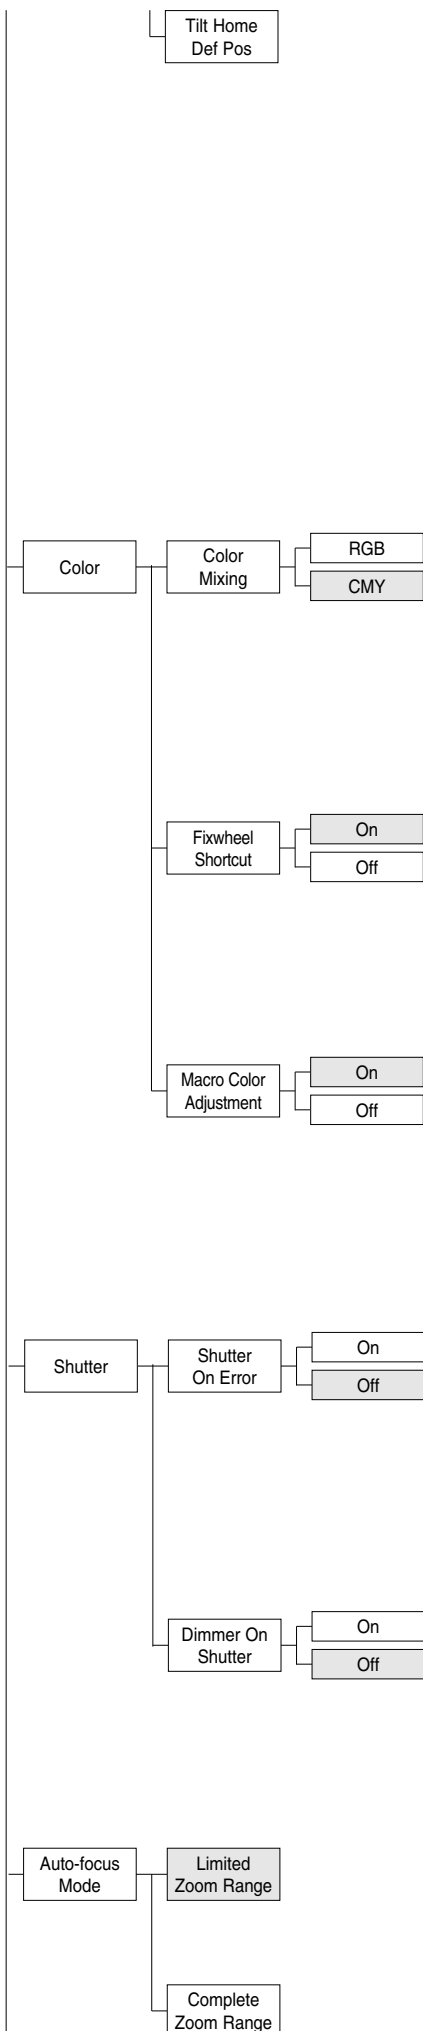 Tilt Home
Def Pos
Color
Color
Mixing
RGB
CMY
Fixwheel
Shortcut
On
Off
Macro Color
Adjustment
On
Off
Shutter
Shutter
On Error
On
Off
Dimmer On
Shutter
On
Off
Auto-focus
Mode
Limited
Zoom Range
Complete
Zoom Range